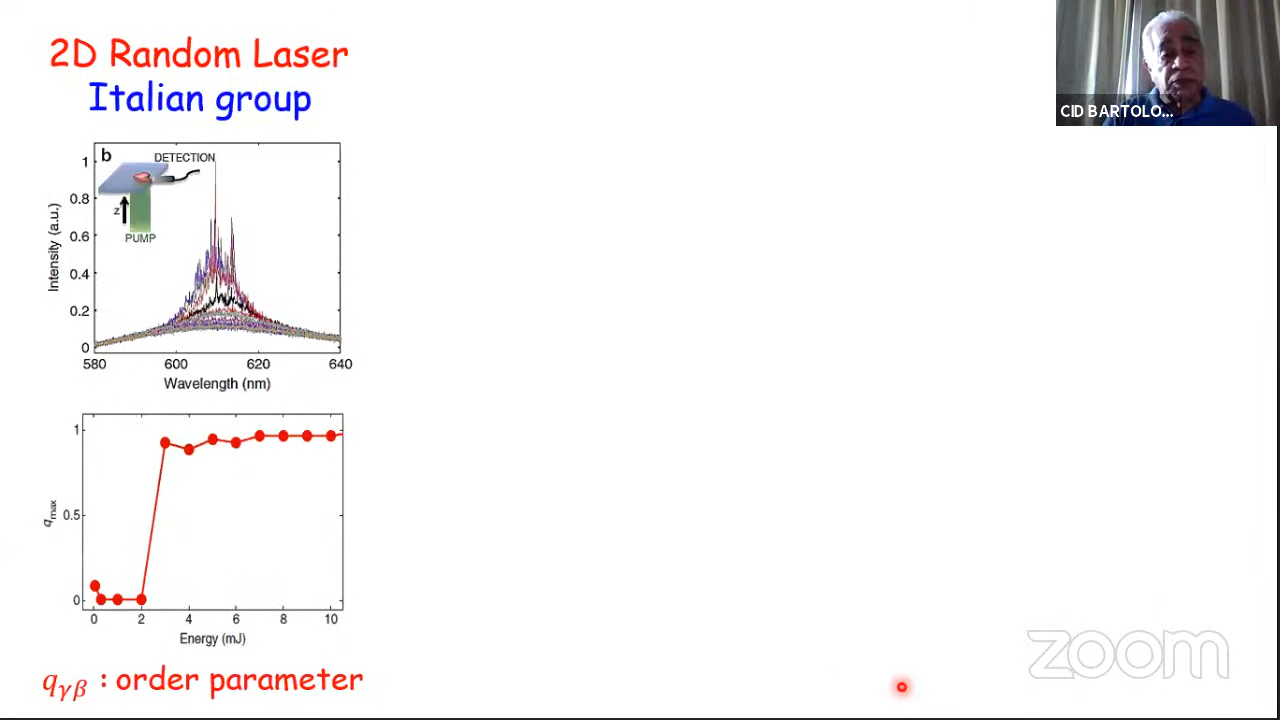 2D Random Laser
Italian group
CID BARTOLO...
b
DETECTION
z
PUMP
Intensity (a.u.)
1
0.8
0.6
0.4
0.2
0
580 600 620 640
Wavelength (nm)
q_max
1
0.5
0
0 2 4 6 8 10
Energy (mJ)
q_γβ : order parameter
zoom